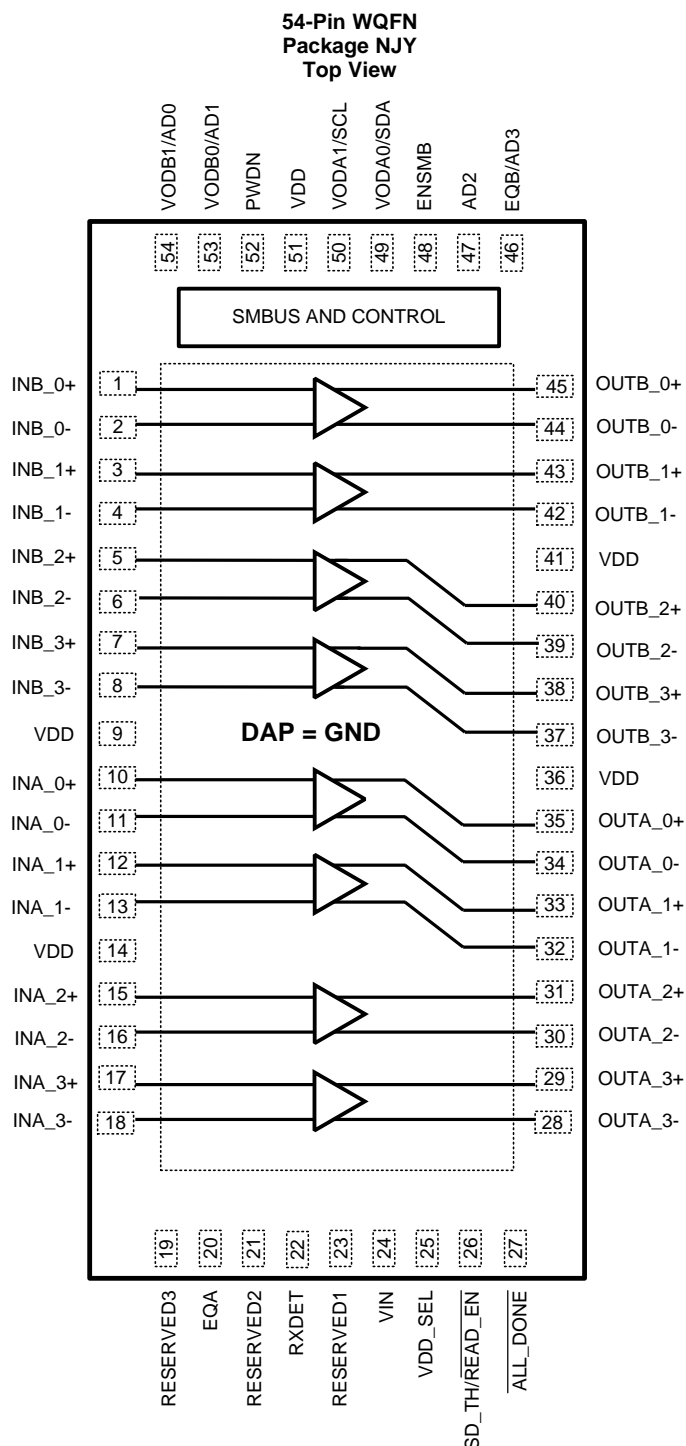 54-Pin WQFN
Package NJY
Top View
VODB1/AD0
VODB0/AD1
PWDN
VDD
VODA1/SCL
VODA0/SDA
ENSMB
AD2
EQB/AD3
54
53
52
51
50
49
48
47
46
SMBUS AND CONTROL
INB_0+ 1 45 OUTB_0+
INB_0- 2 44 OUTB_0-
INB_1+ 3 43 OUTB_1+
INB_1- 4 42 OUTB_1-
INB_2+ 5 41 VDD
INB_2- 6 40 OUTB_2+
INB_3+ 7 39 OUTB_2-
INB_3- 8 38 OUTB_3+
VDD 9 DAP = GND 37 OUTB_3-
INA_0+ 10 36 VDD
INA_0- 11 35 OUTA_0+
INA_1+ 12 34 OUTA_0-
INA_1- 13 33 OUTA_1+
VDD 14 32 OUTA_1-
INA_2+ 15 31 OUTA_2+
INA_2- 16 30 OUTA_2-
INA_3+ 17 29 OUTA_3+
INA_3- 18 28 OUTA_3-
19
20
21
22
23
24
25
26
27
RESERVED3
EQA
RESERVED2
RXDET
RESERVED1
VIN
VDD_SEL
SD_TH/READ_EN
ALL_DONE